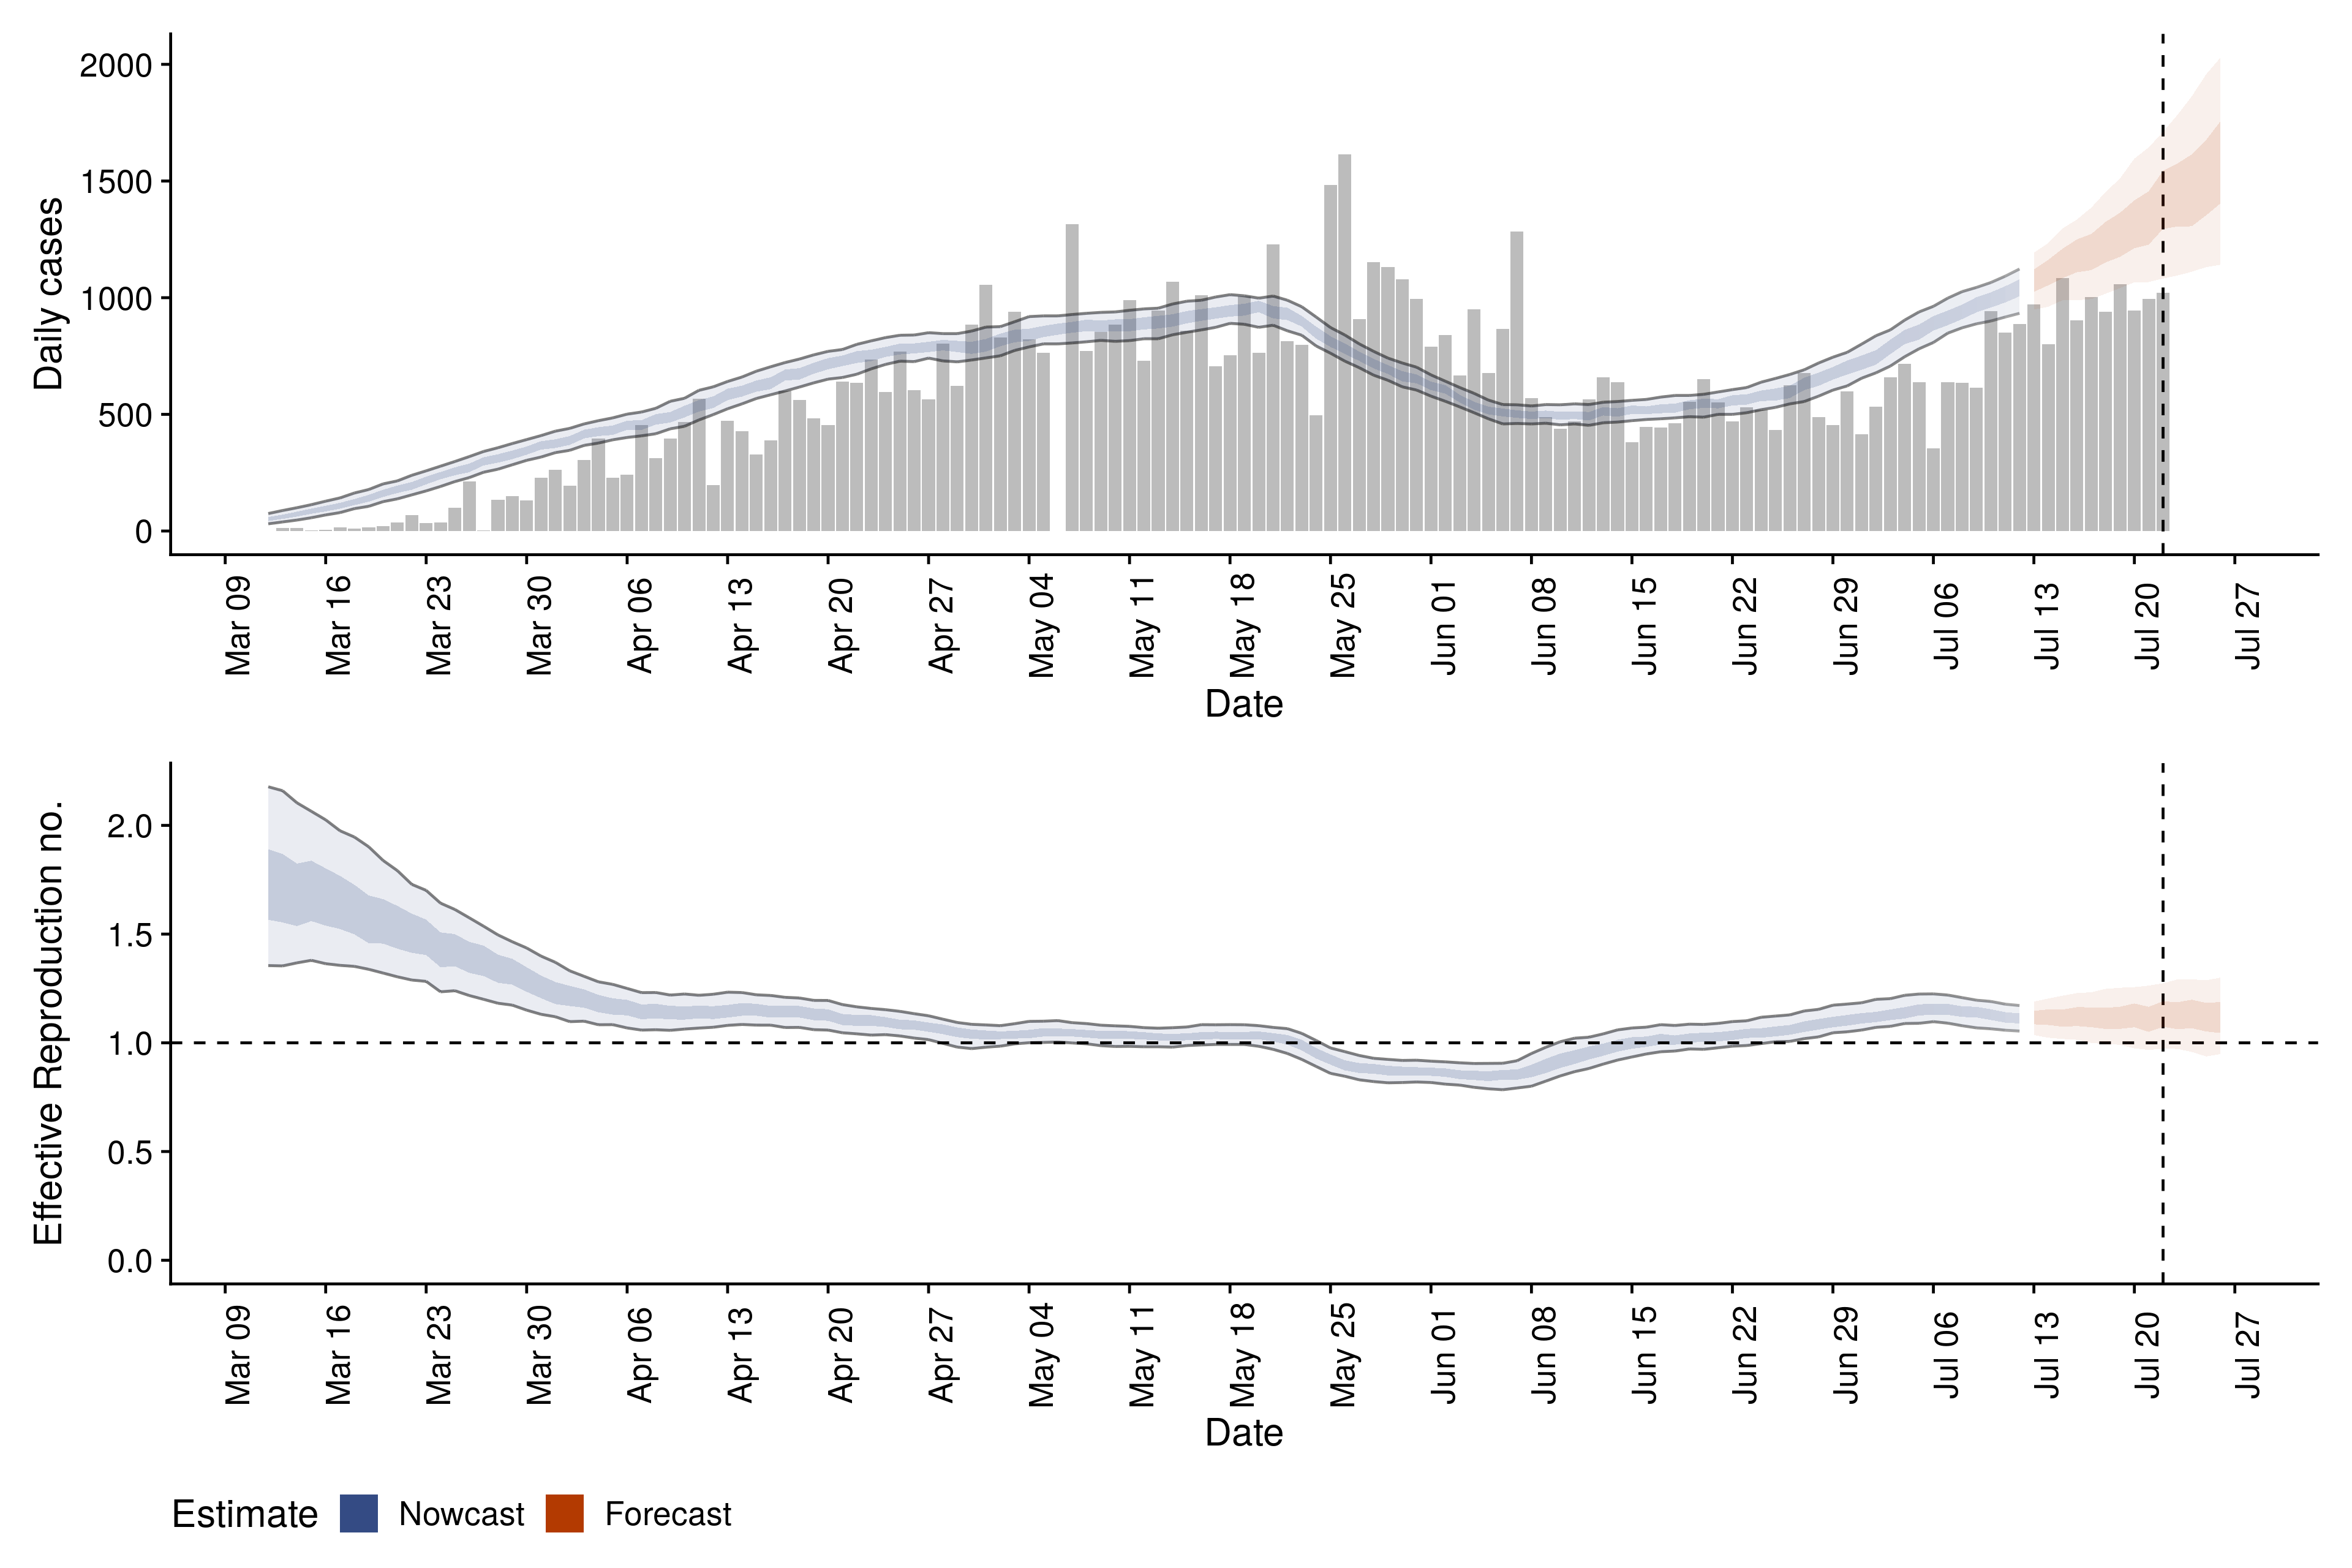 Daily cases
2000
1500
1000
500
0
Mar 09 Mar 16 Mar 23 Mar 30 Apr 06 Apr 13 Apr 20 Apr 27 May 04 May 11 May 18 May 25 Jun 01 Jun 08 Jun 15 Jun 22 Jun 29 Jul 06 Jul 13 Jul 20 Jul 27
Date
Effective Reproduction no.
2.0
1.5
1.0
0.5
0.0
Mar 09 Mar 16 Mar 23 Mar 30 Apr 06 Apr 13 Apr 20 Apr 27 May 04 May 11 May 18 May 25 Jun 01 Jun 08 Jun 15 Jun 22 Jun 29 Jul 06 Jul 13 Jul 20 Jul 27
Date
Estimate Nowcast Forecast